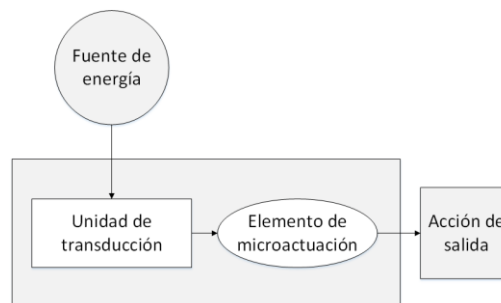 Fuente de
energía
Unidad de
transducción
Elemento de
microactuación
Acción de
salida